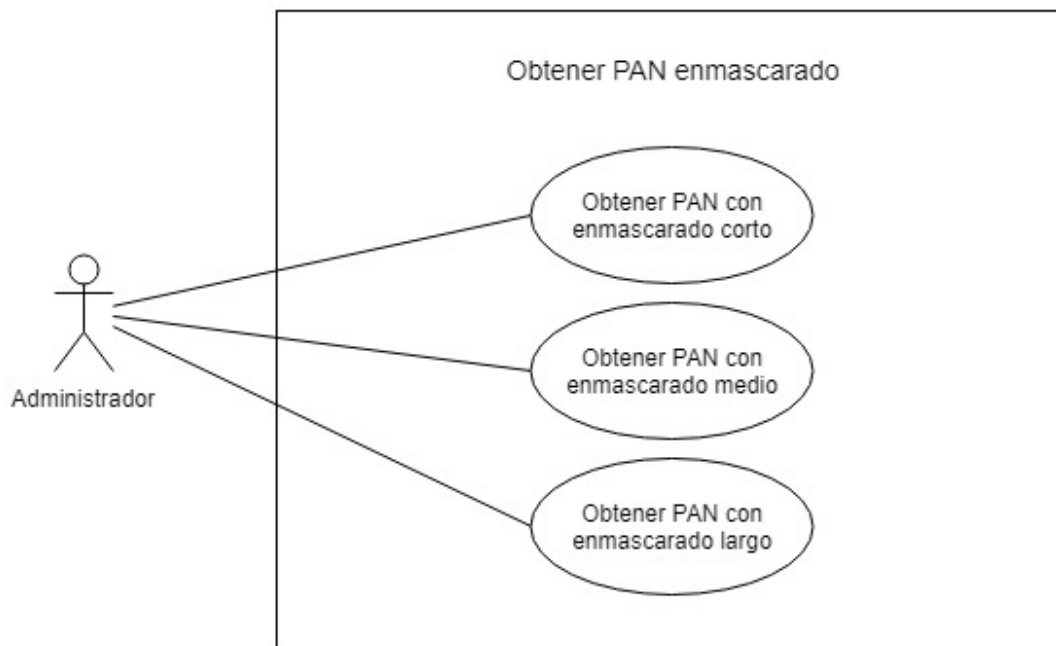 Obtener PAN enmascarado
Obtener PAN con
enmascarado corto
Obtener PAN con
enmascarado medio
Administrador
Obtener PAN con
enmascarado largo